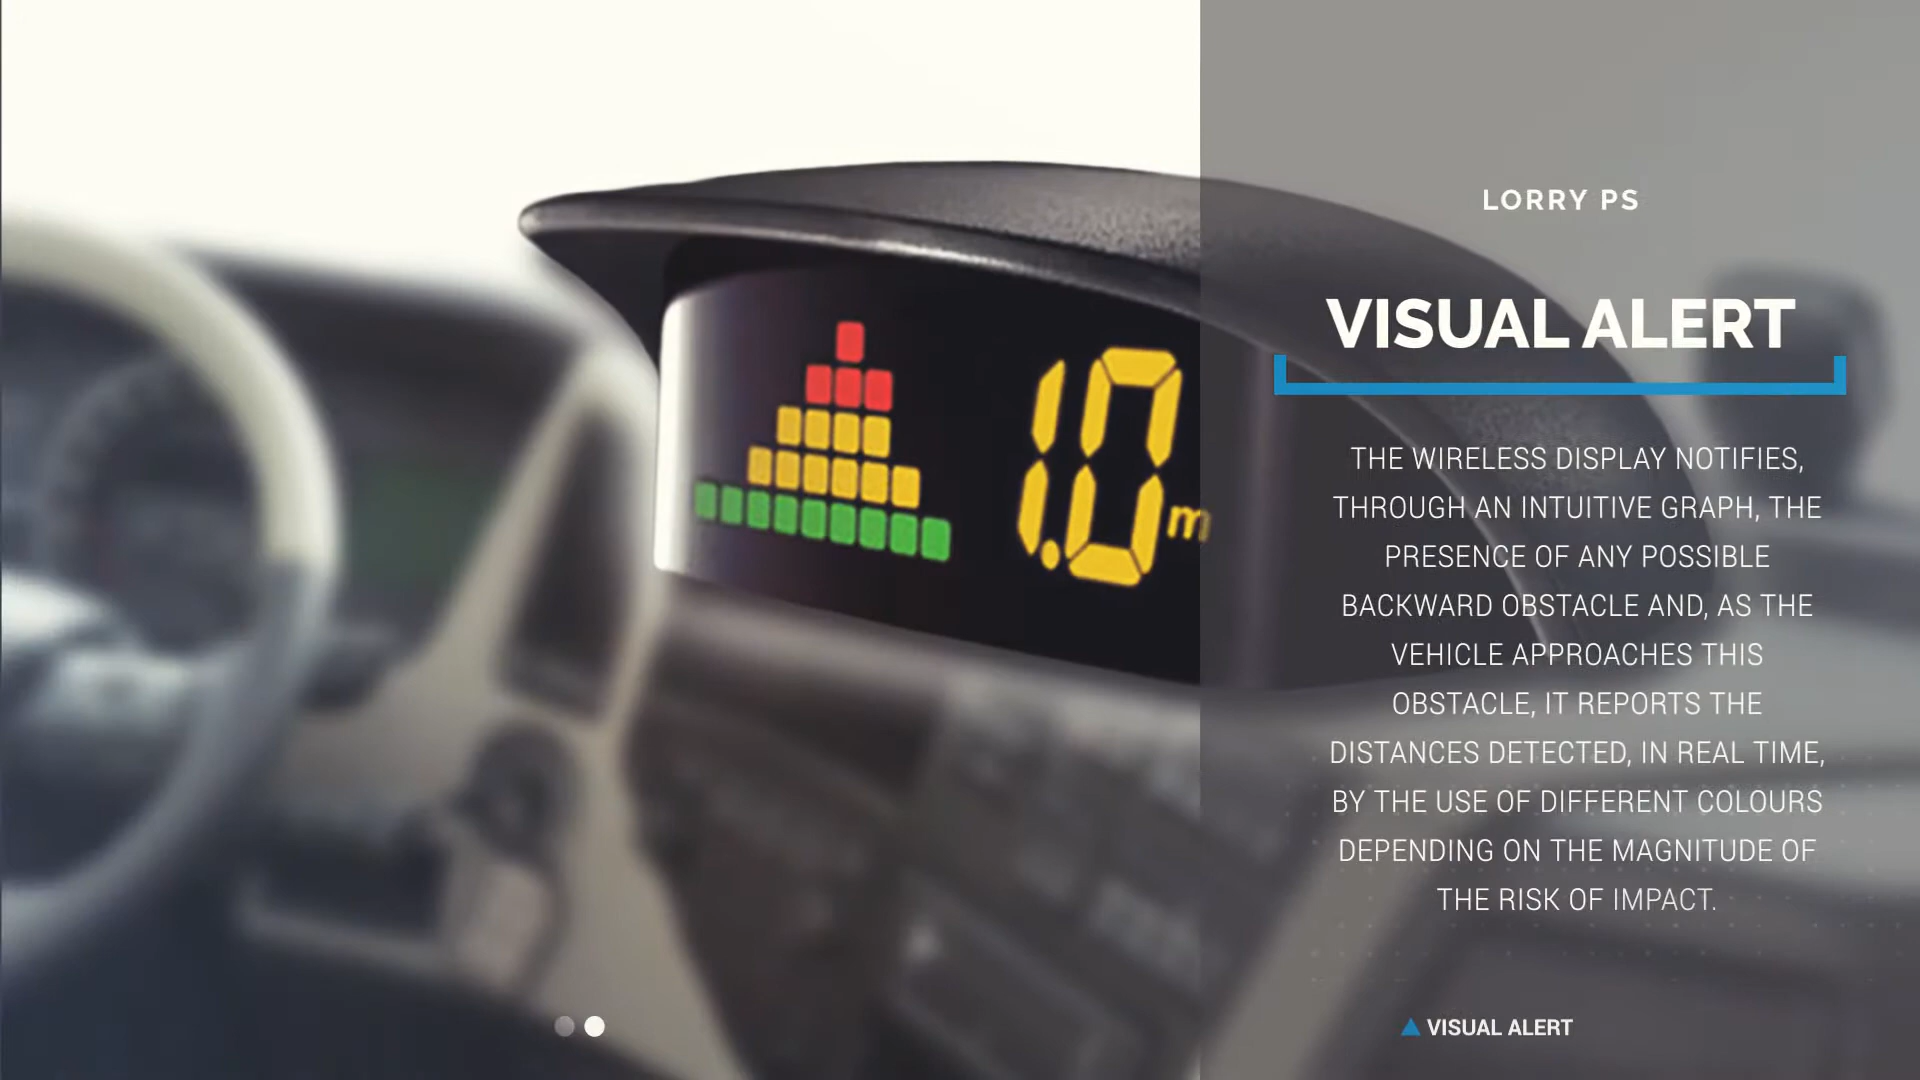 1.0 m
LORRY PS
VISUAL ALERT
THE WIRELESS DISPLAY NOTIFIES,
THROUGH AN INTUITIVE GRAPH, THE
PRESENCE OF ANY POSSIBLE
BACKWARD OBSTACLE AND, AS THE
VEHICLE APPROACHES THIS
OBSTACLE, IT REPORTS THE
DISTANCES DETECTED, IN REAL TIME,
BY THE USE OF DIFFERENT COLOURS
DEPENDING ON THE MAGNITUDE OF
THE RISK OF IMPACT.
VISUAL ALERT